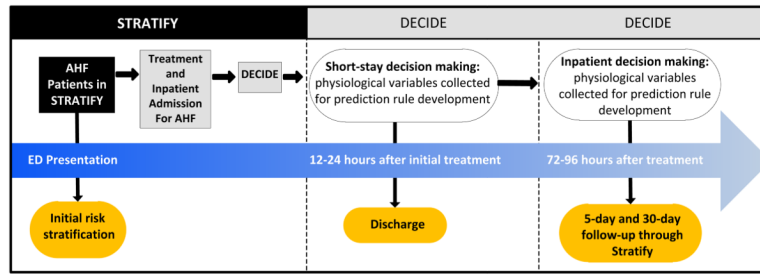 STRATIFY
DECIDE
DECIDE
AHF
Patients in
STRATIFY
Treatment
and
Inpatient
Admission
For AHF
DECIDE
Short-stay decision making:
physiological variables collected
for prediction rule development
Inpatient decision making:
physiological variables
collected for prediction rule
development
ED Presentation
12-24 hours after initial treatment
72-96 hours after treatment
Initial risk
stratification
Discharge
5-day and 30-day
follow-up through
Stratify